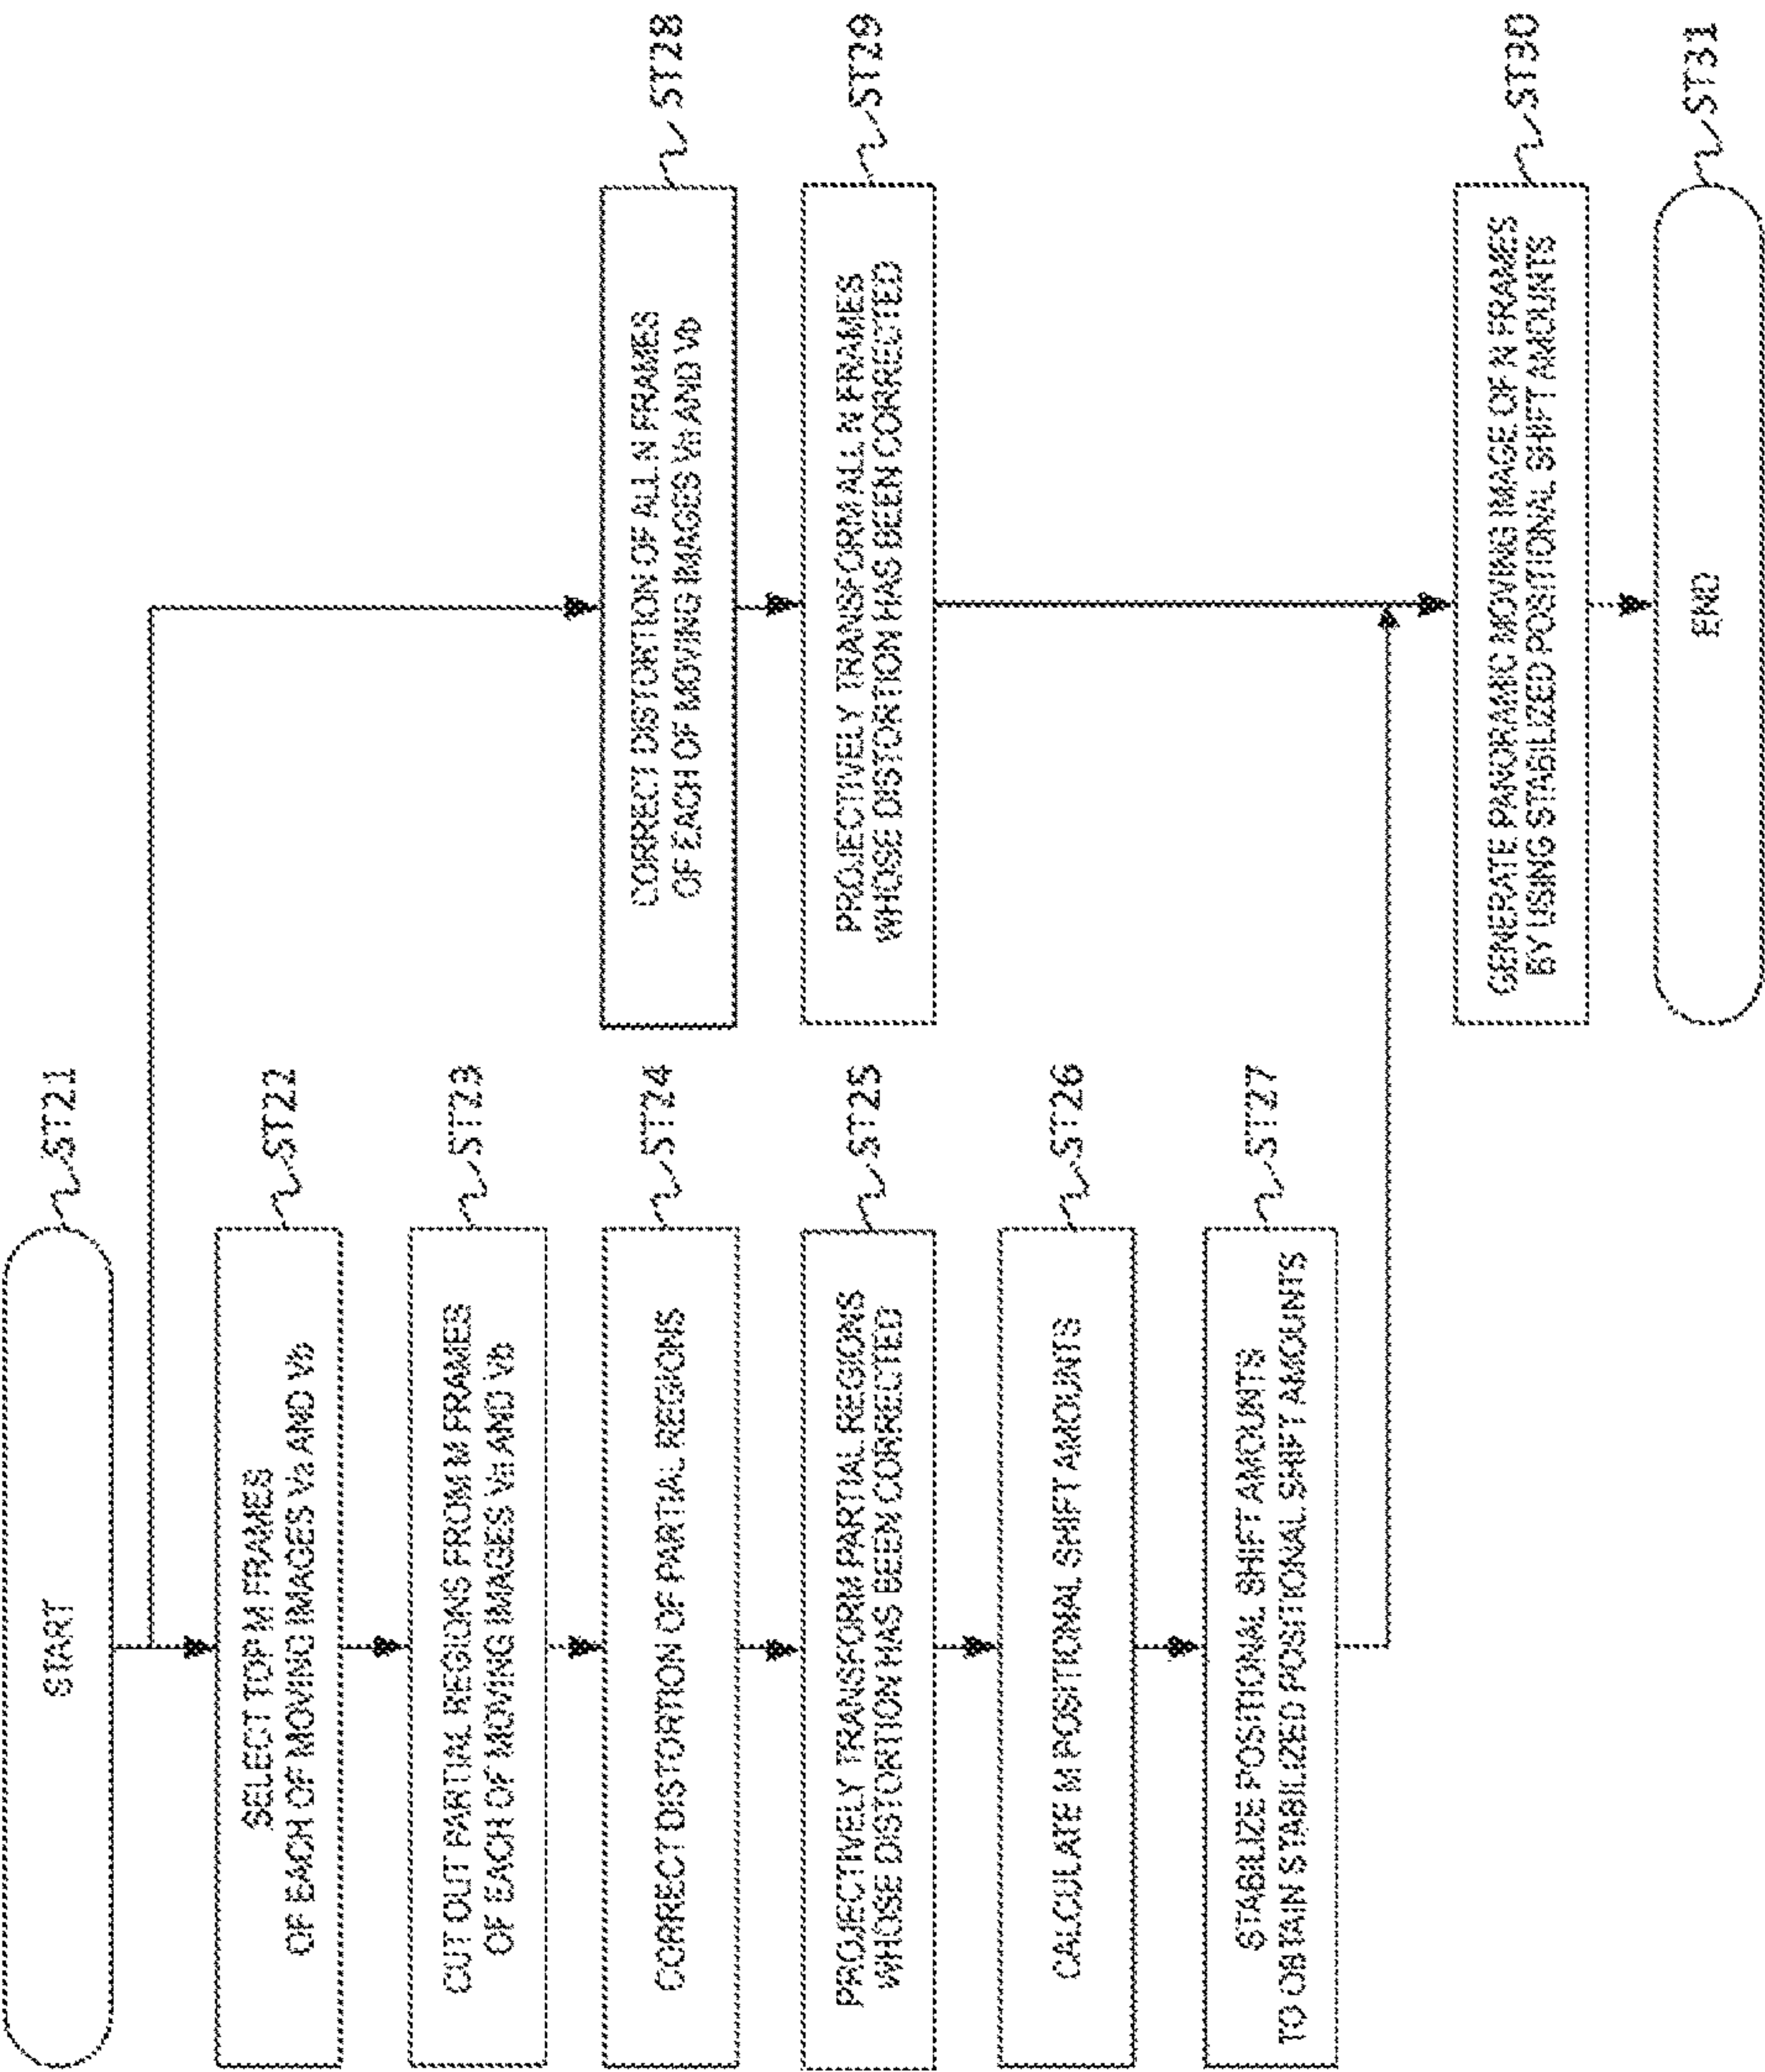 START
ST21
SELECT TOP M FRAMES
OF EACH OF MOVING IMAGES Va AND Vb
ST22
CUT OUT PARTIAL REGIONS FROM M FRAMES
OF EACH OF MOVING IMAGES Va AND Vb
ST23
CORRECT DISTORTION OF PARTIAL REGIONS
ST24
PROJECTIVELY TRANSFORM PARTIAL REGIONS
WHOSE DISTORTION HAS BEEN CORRECTED
ST25
CALCULATE M POSITIONAL SHIFT AMOUNTS
ST26
STABILIZE POSITIONAL SHIFT AMOUNTS
TO OBTAIN STABILIZED POSITIONAL SHIFT AMOUNTS
ST27
CORRECT DISTORTION OF ALL N FRAMES
OF EACH OF MOVING IMAGES Va AND Vb
ST28
PROJECTIVELY TRANSFORM ALL N FRAMES
WHOSE DISTORTION HAS BEEN CORRECTED
ST29
GENERATE PANORAMIC MOVING IMAGE OF N FRAMES
BY USING STABILIZED POSITIONAL SHIFT AMOUNTS
ST30
END
ST31